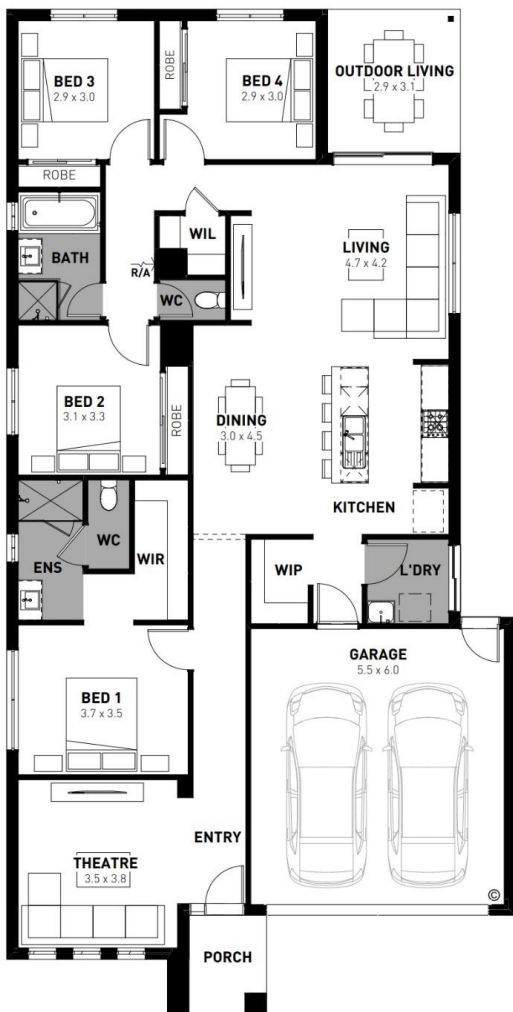 BED 3
2.9 x 3.0
ROBE
BED 4
2.9 x 3.0
OUTDOOR LIVING
2.9 x 3.1
ROBE
BATH
WIL
R/A
WC
LIVING
4.7 x 4.2
BED 2
3.1 x 3.3
ROBE
DINING
3.0 x 4.5
KITCHEN
ENS
WC
WIR
WIP
L'DRY
BED 1
3.7 x 3.5
GARAGE
5.5 x 6.0
THEATRE
3.5 x 3.8
ENTRY
©
PORCH